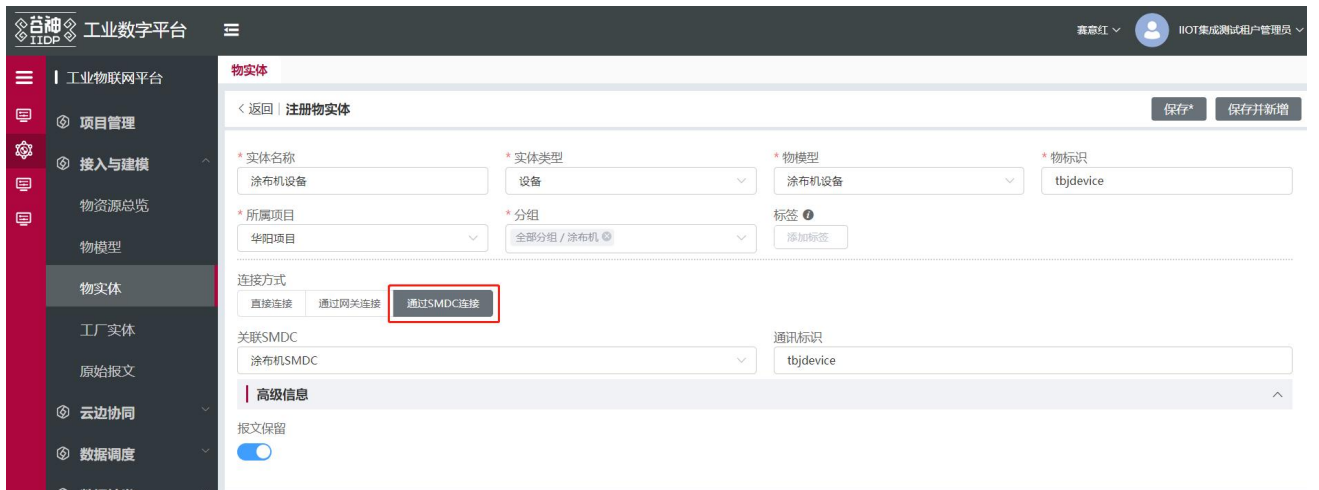 谷神 IIDP 工业数字平台
赛意红
IIOT集成测试租户管理员
工业物联网平台
项目管理
接入与建模
物资源总览
物模型
物实体
工厂实体
原始报文
云边协同
数据调度
物实体
< 返回 | 注册物实体
保存*
保存并新增
* 实体名称
* 实体类型
* 物模型
* 物标识
涂布机设备
设备
涂布机设备
tbjdevice
* 所属项目
* 分组
标签
华阳项目
全部分组 / 涂布机
添加标签
连接方式
直接连接
通过网关连接
通过SMDC连接
关联SMDC
通讯标识
涂布机SMDC
tbjdevice
高级信息
报文保留